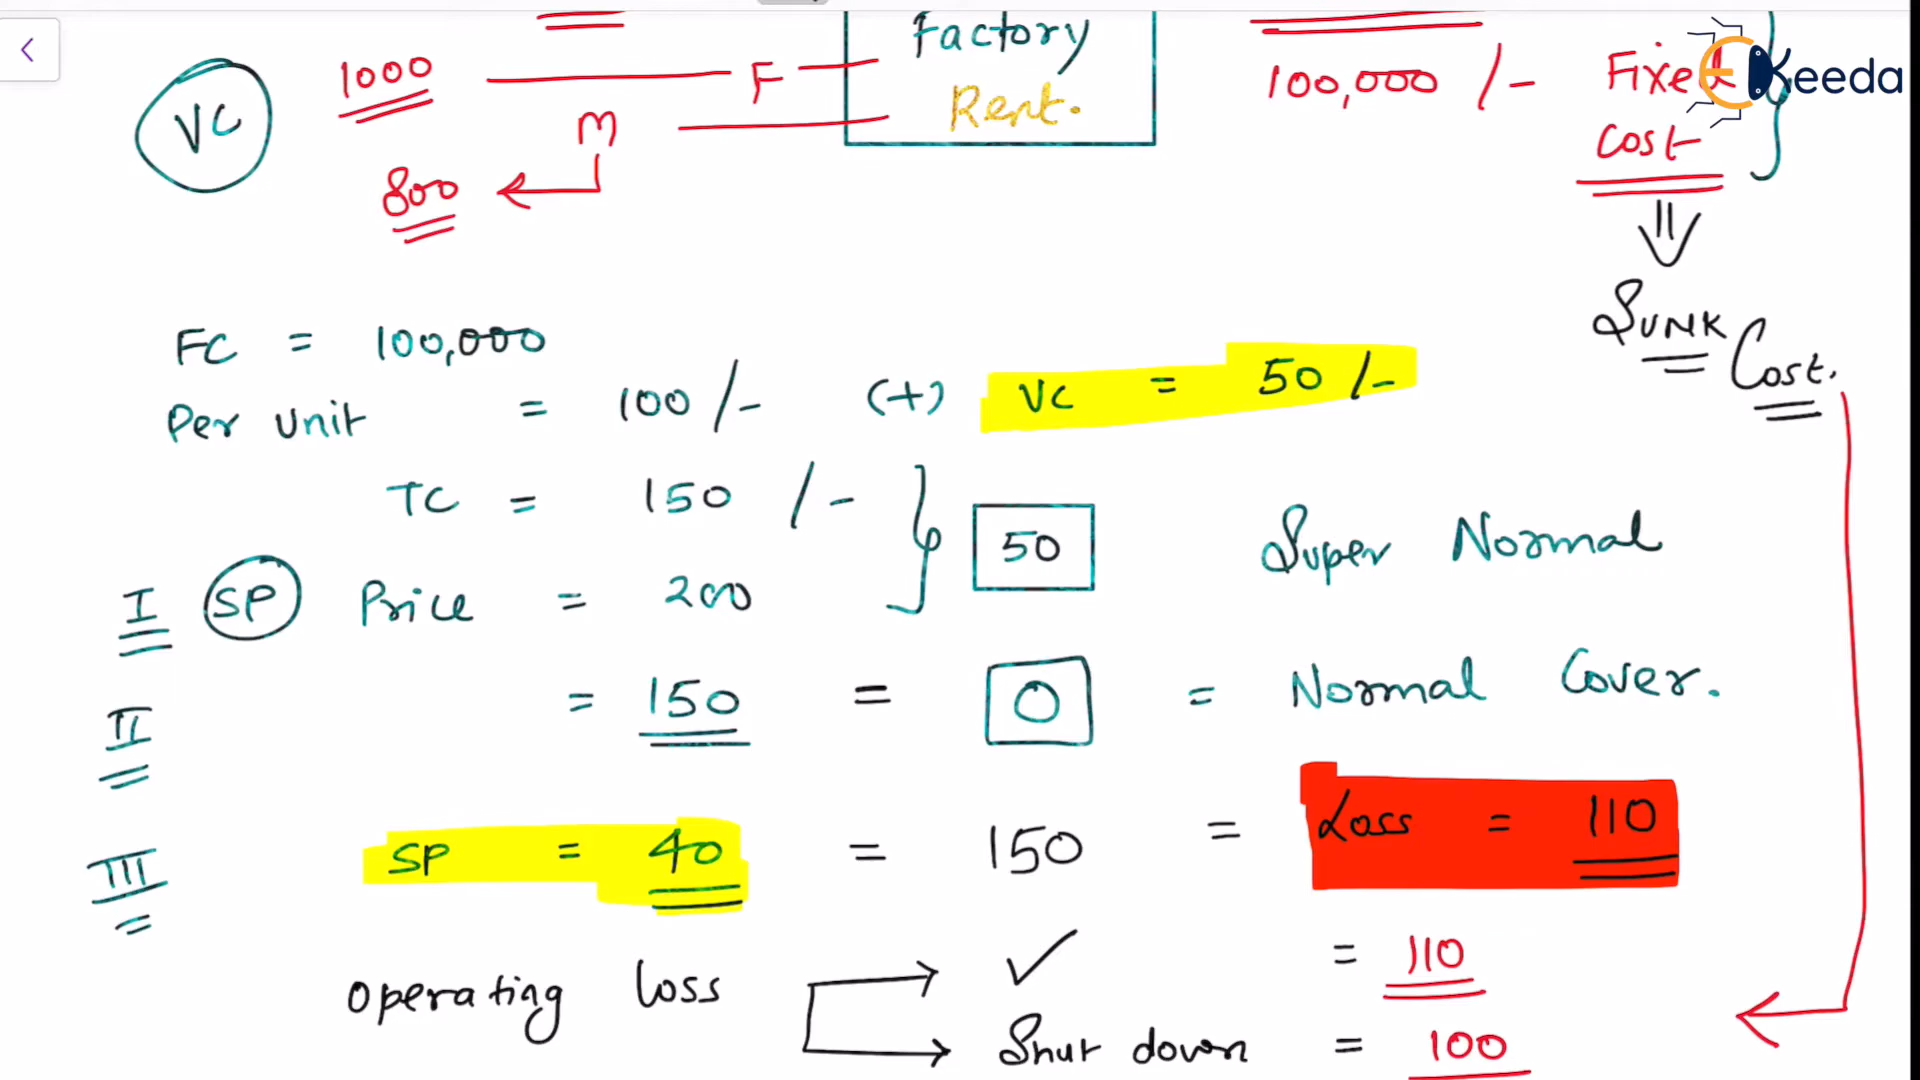 Factory
Rent.
VC
1000
F
M
800
100,000 /-
Fixed
Cost
Keeda
SUNK
Cost.
FC = 100,000
Per unit = 100/- (+) VC = 50/-
TC = 150 /-
50
Super Normal
I SP Price = 200
II = 150 = 0 = Normal Cover.
III SP = 40 = 150 = Loss = 110
operating loss ✓ = 110
Shut down = 100